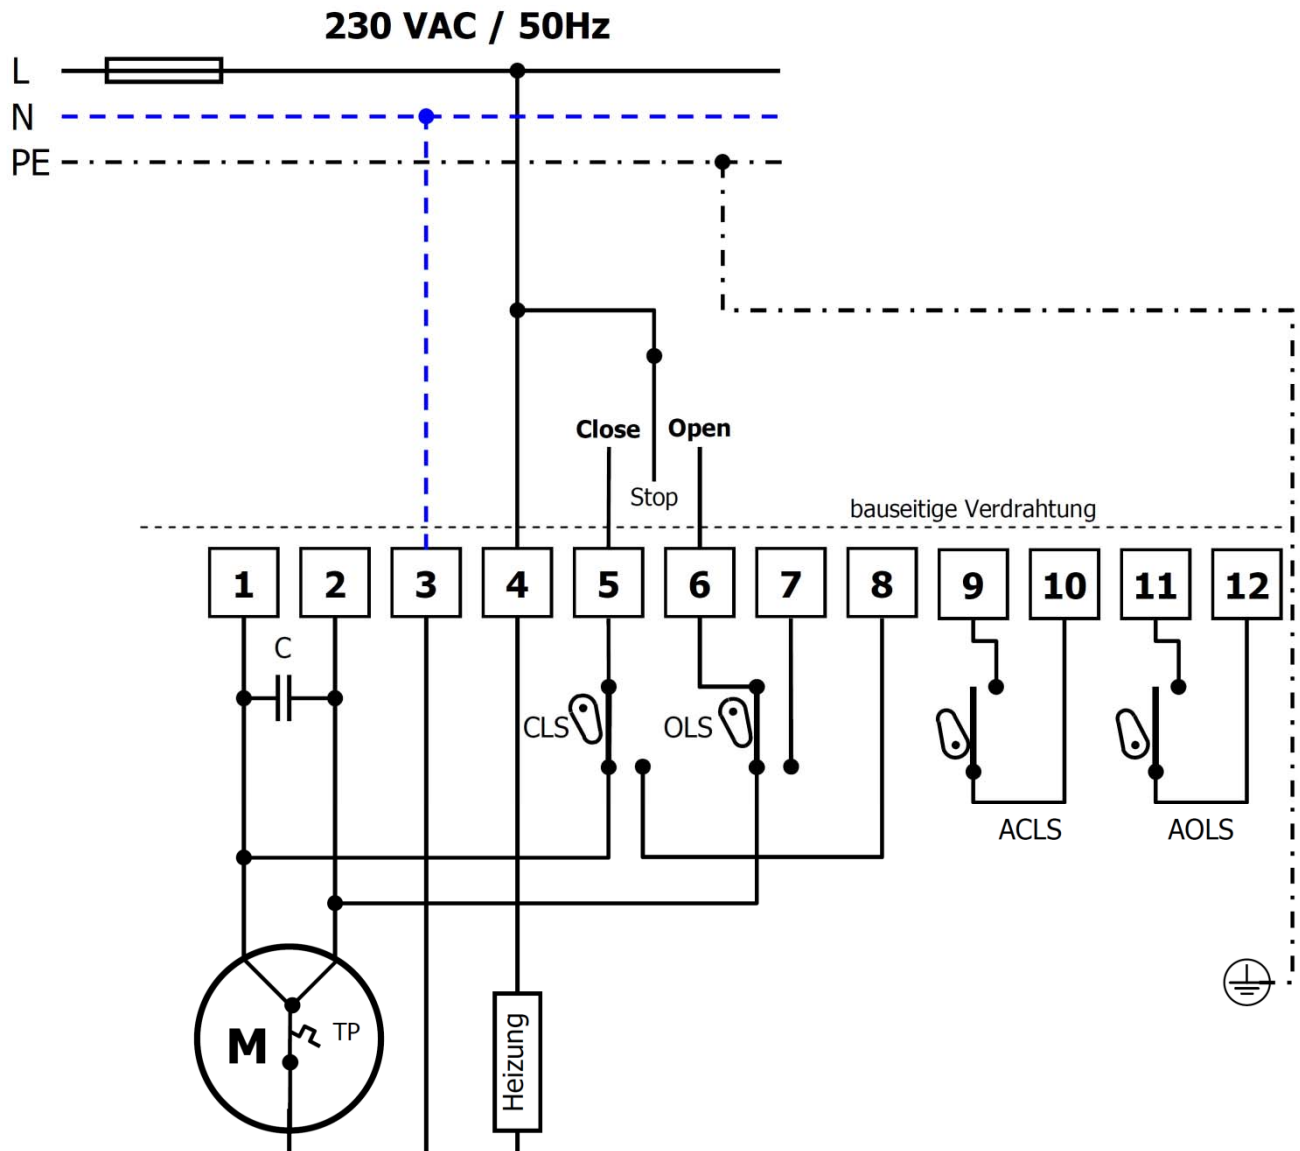 230 VAC / 50Hz
L
N
PE
Close Open
Stop
bauseitige Verdrahtung
1 2 3 4 5 6 7 8 9 10 11 12
C
CLS OLS
ACLS AOLS
M TP
Heizung